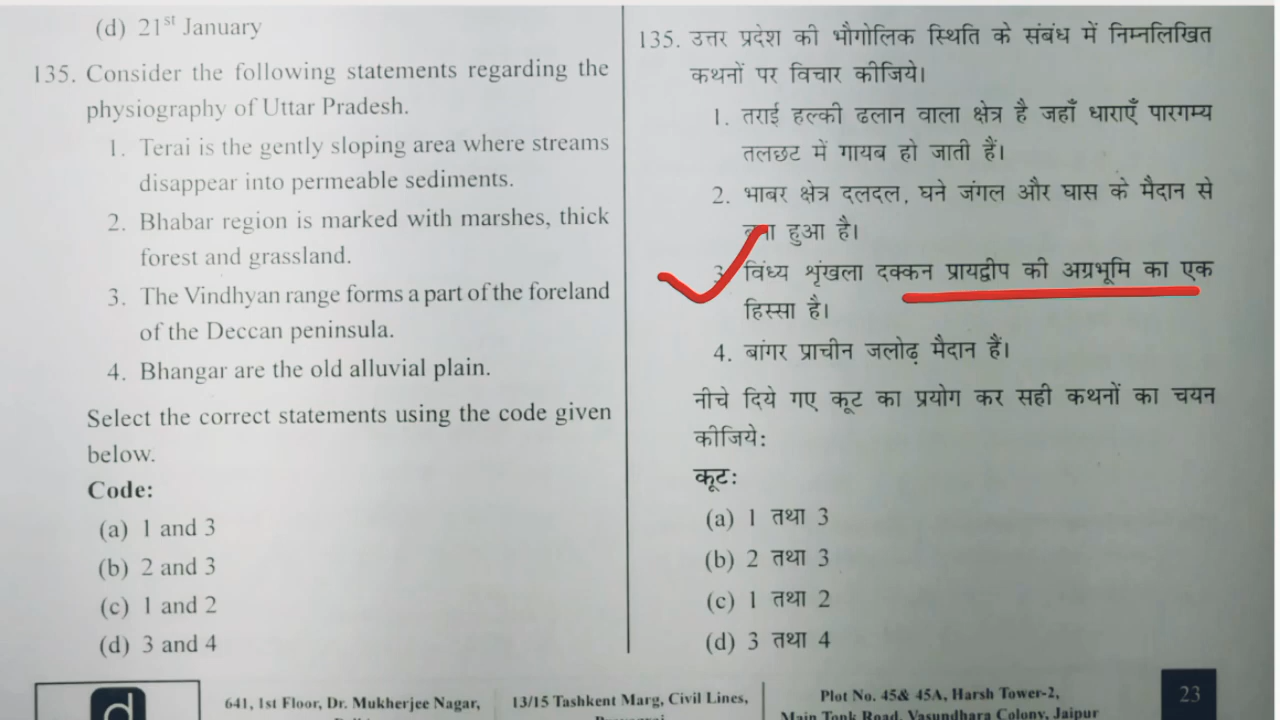 (d) 21st January
135. Consider the following statements regarding the
physiography of Uttar Pradesh.
1. Terai is the gently sloping area where streams
disappear into permeable sediments.
2. Bhabar region is marked with marshes, thick
forest and grassland.
3. The Vindhyan range forms a part of the foreland
of the Deccan peninsula.
4. Bhangar are the old alluvial plain.
Select the correct statements using the code given
below.
Code:
(a) 1 and 3
(b) 2 and 3
(c) 1 and 2
(d) 3 and 4
135. उत्तर प्रदेश की भौगोलिक स्थिति के संबंध में निम्नलिखित
कथनों पर विचार कीजिये।
1. तराई हल्की ढलान वाला क्षेत्र है जहाँ धाराएँ पारगम्य
तलछट में गायब हो जाती हैं।
2. भाबर क्षेत्र दलदल, घने जंगल और घास के मैदान से
हुआ है।
3. विंध्य शृंखला दक्कन प्रायद्वीप की अग्रभूमि का एक
हिस्सा है।
4. बांगर प्राचीन जलोढ़ मैदान हैं।
नीचे दिये गए कूट का प्रयोग कर सही कथनों का चयन
कीजिये:
कूट:
(a) 1 तथा 3
(b) 2 तथा 3
(c) 1 तथा 2
(d) 3 तथा 4
d
641, 1st Floor, Dr. Mukherjee Nagar,
13/15 Tashkent Marg, Civil Lines,
Plot No. 45& 45A, Harsh Tower-2,
Main Tonk Road, Vasundhara Colony, Jaipur
23